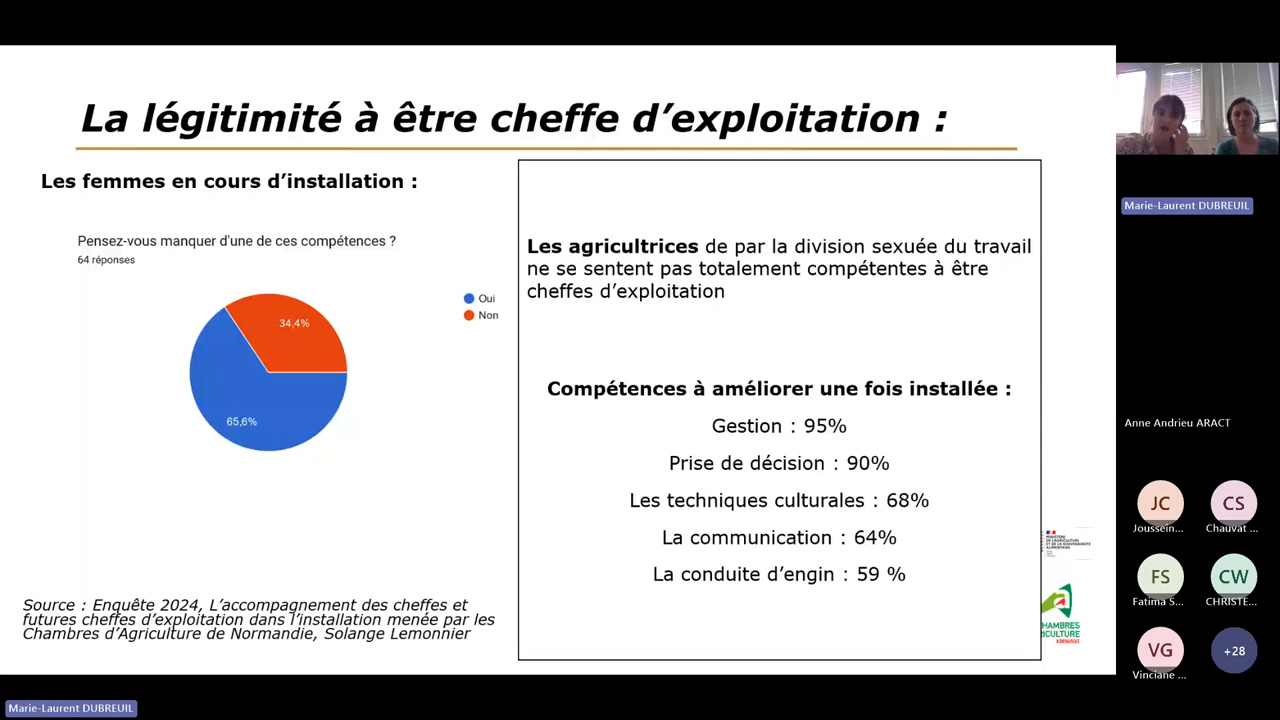 La légitimité à être cheffe d'exploitation :
Les femmes en cours d'installation :
Pensez-vous manquer d'une de ces compétences ?
64 réponses
Oui
Non
34,4%
65,6%
Source : Enquête 2024, L'accompagnement des cheffes et
futures cheffes d'exploitation dans l'installation menée par les
Chambres d'Agriculture de Normandie, Solange Lemonnier
Les agricultrices de par la division sexuée du travail
ne se sentent pas totalement compétentes à être
cheffes d'exploitation
Compétences à améliorer une fois installée :
Gestion : 95%
Prise de décision : 90%
Les techniques culturales : 68%
La communication : 64%
La conduite d'engin : 59 %
HAMBRES
RICULTURE
NORMANDIE
Marie-Laurent DUBREUIL
Anne Andrieu ARACT
JC
Joussein...
CS
Chauvat ...
FS
Fatima S...
CW
CHRISTE...
VG
Vinciane ...
+28
Marie-Laurent DUBREUIL